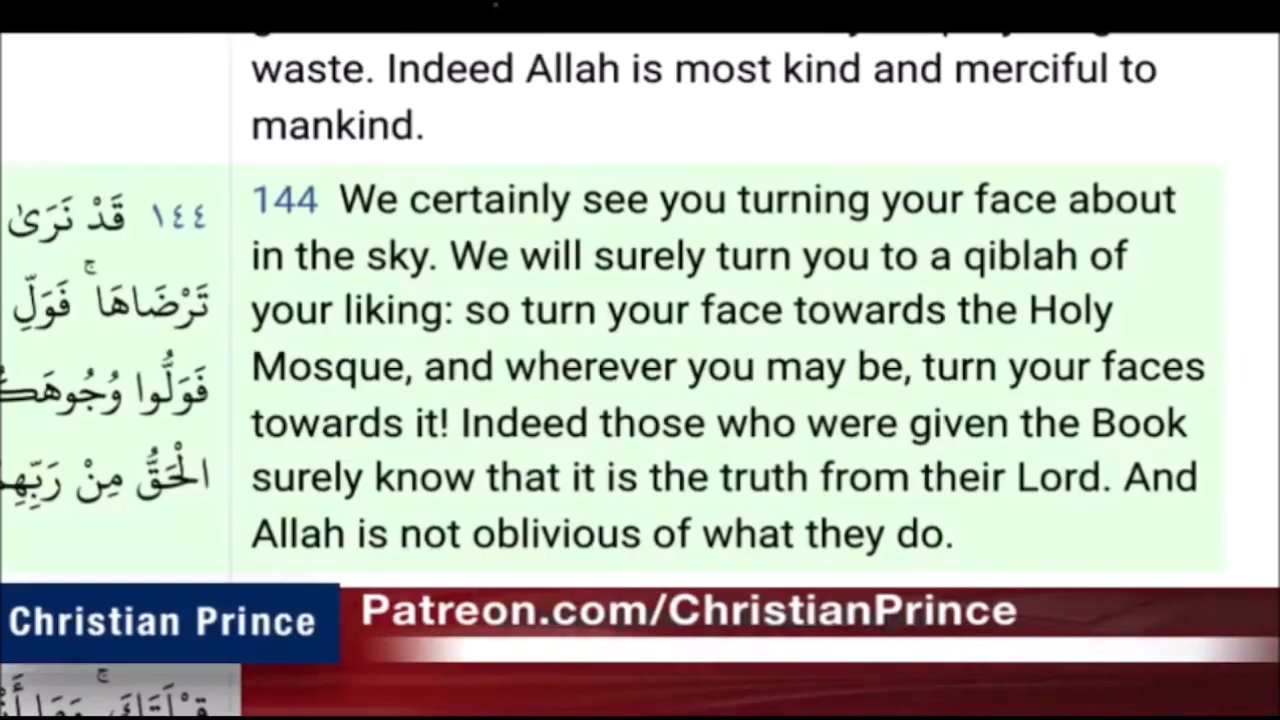 waste. Indeed Allah is most kind and merciful to
mankind.
١٤٤ قَدْ نَرَىٰ
تَرْضَاهَا ۚ فَوَلِّ
فَوَلُّوا وُجُوهَكُ
الْحَقُّ مِنْ رَبِّهِ
144 We certainly see you turning your face about
in the sky. We will surely turn you to a qiblah of
your liking: so turn your face towards the Holy
Mosque, and wherever you may be, turn your faces
towards it! Indeed those who were given the Book
surely know that it is the truth from their Lord. And
Allah is not oblivious of what they do.
Christian Prince
Patreon.com/ChristianPrince